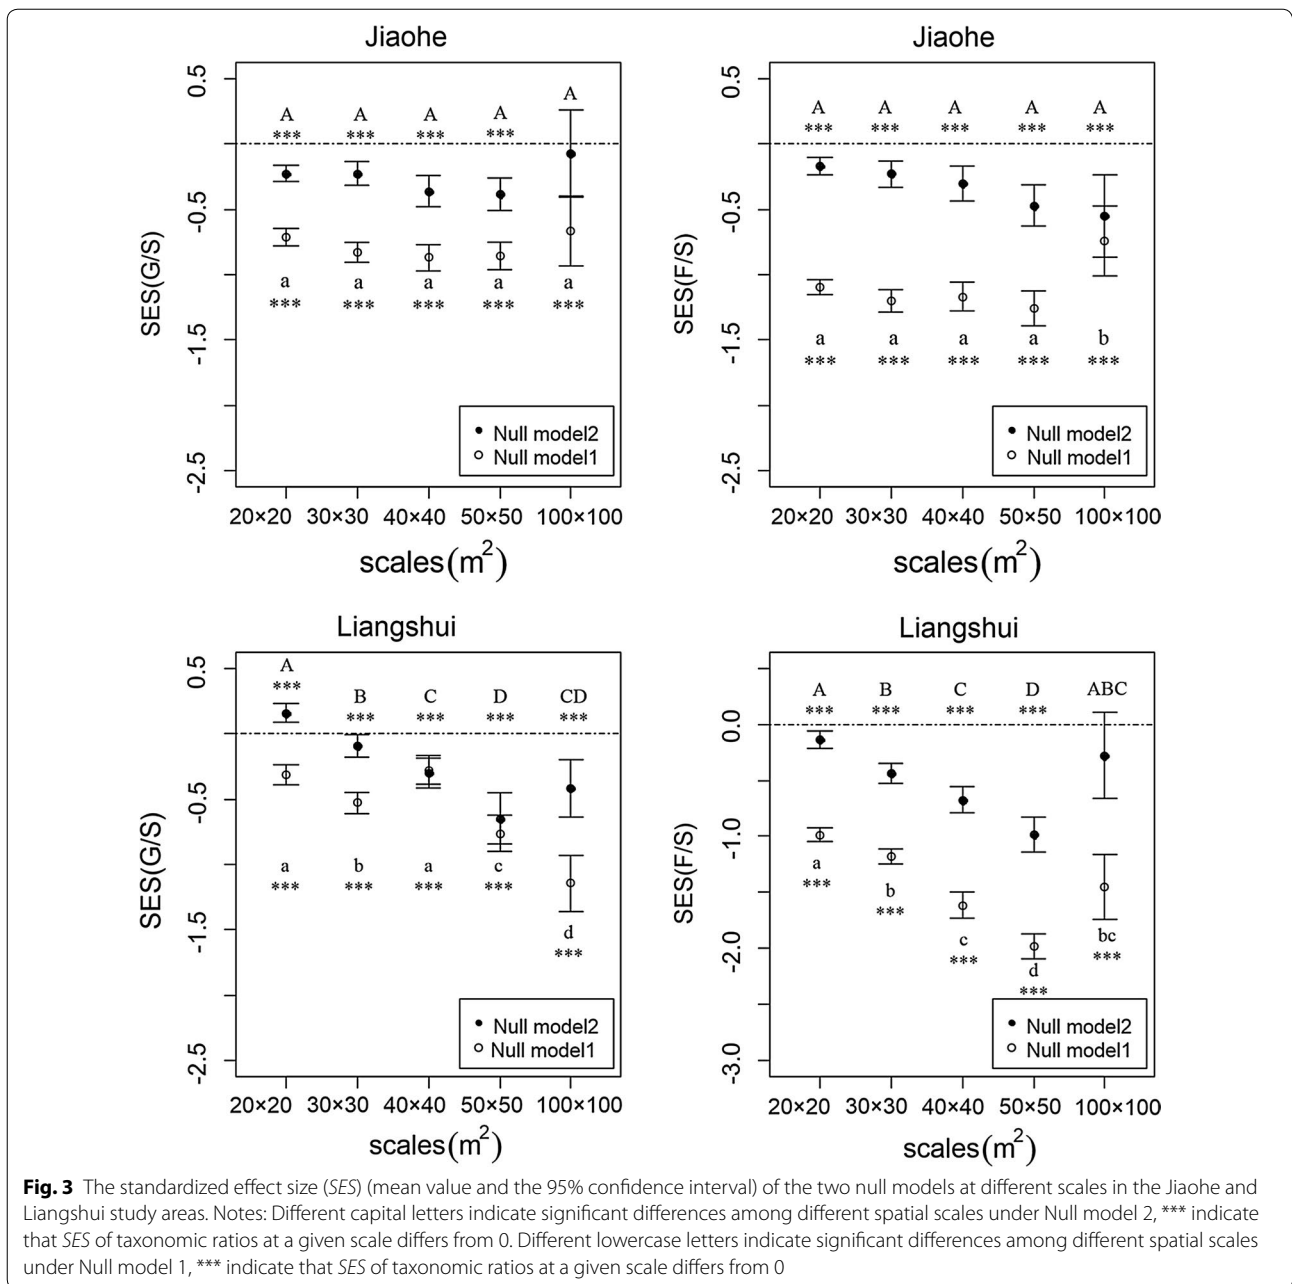 Jiaohe
0.5
-0.5
-1.5
-2.5
SES(G/S)
A A A A A
*** *** *** ***
a a a a a
*** *** *** *** ***
Null model2
Null model1
20×20 30×30 40×40 50×50 100×100
scales(m²)
Jiaohe
0.5
-0.5
-1.5
-2.5
SES(F/S)
A A A A A
*** *** *** *** ***
a a a a b
*** *** *** *** ***
Null model2
Null model1
20×20 30×30 40×40 50×50 100×100
scales(m²)
Liangshui
0.5
-0.5
-1.5
-2.5
SES(G/S)
A B C D CD
*** *** *** *** ***
a b a c d
*** *** *** *** ***
Null model2
Null model1
20×20 30×30 40×40 50×50 100×100
scales(m²)
Liangshui
0.0
-1.0
-2.0
-3.0
SES(F/S)
A B C D ABC
*** *** *** ***
a b c d bc
*** *** *** *** ***
Null model2
Null model1
20×20 30×30 40×40 50×50 100×100
scales(m²)
Fig. 3 The standardized effect size (SES) (mean value and the 95% confidence interval) of the two null models at different scales in the Jiaohe and
Liangshui study areas. Notes: Different capital letters indicate significant differences among different spatial scales under Null model 2, *** indicate
that SES of taxonomic ratios at a given scale differs from 0. Different lowercase letters indicate significant differences among different spatial scales
under Null model 1, *** indicate that SES of taxonomic ratios at a given scale differs from 0